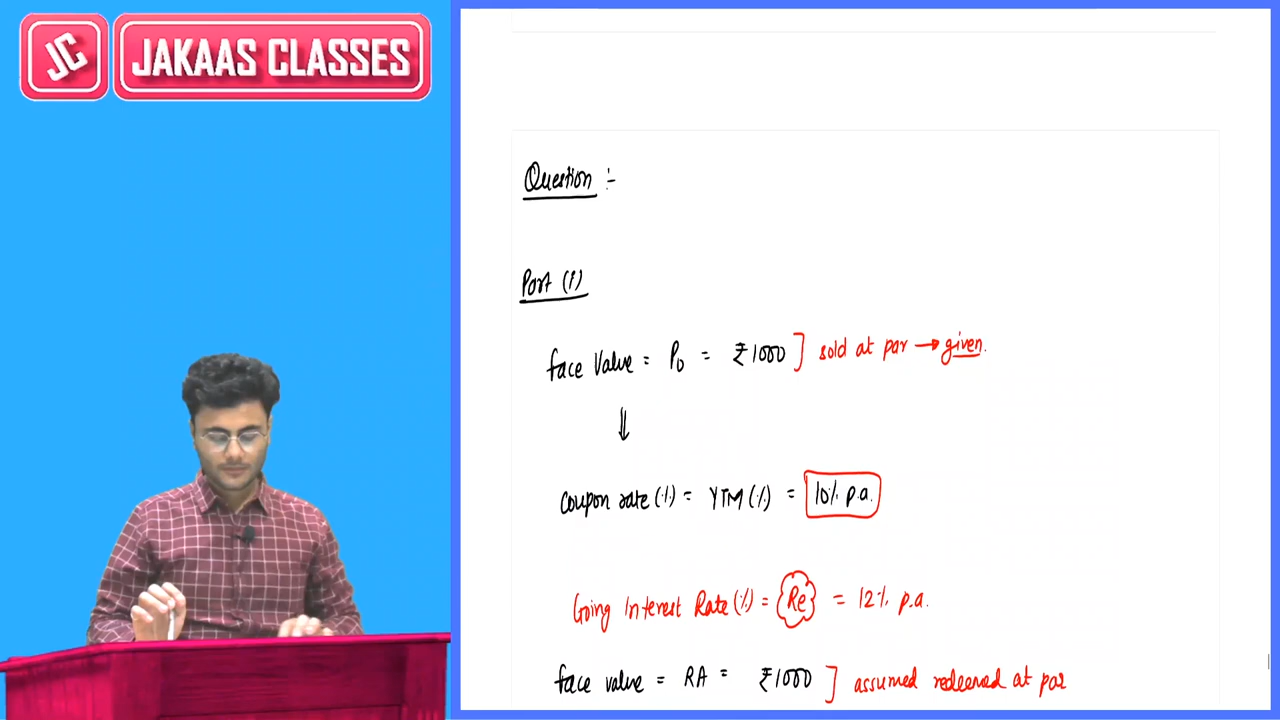 JC JAKAAS CLASSES
Question :-
Part (i)
Face Value = P0 = ₹1000 ] sold at par → given.
⇓
Coupon rate (%) = YTM (%) = 10% p.a.
Going Interest Rate (%) = Re = 12% p.a.
Face value = RA = ₹1000 ] assumed redeemed at par